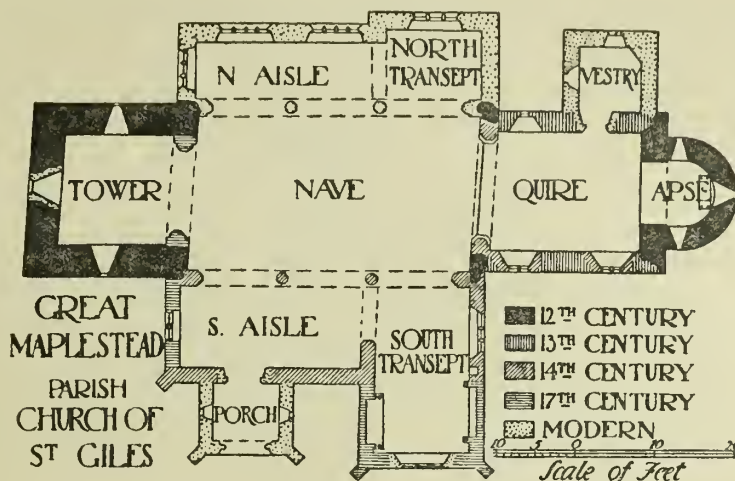 N AISLE
NORTH
TRANSEPT
VESTRY
TOWER
NAVE
QUIRE
APSE
GREAT
MAPLESTEAD
PARISH
CHURCH OF
ST GILES
S. AISLE
PORCH
SOUTH
TRANSEPT
12TH CENTURY
13TH CENTURY
14TH CENTURY
17TH CENTURY
MODERN
10 5 0 10 20
Scale of Feet